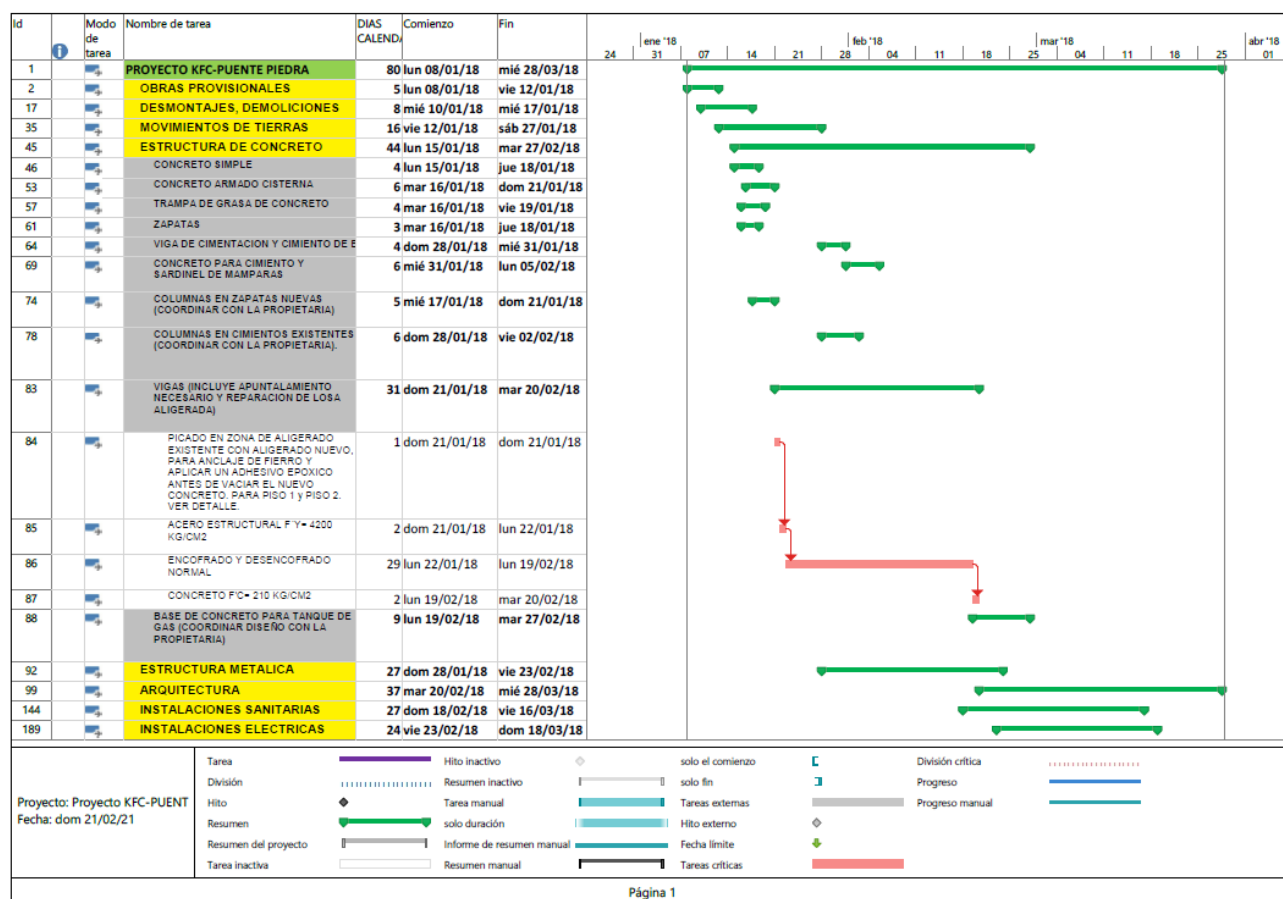 Id Modo de tarea Nombre de tarea DIAS CALENDA Comienzo Fin
ene '18 feb '18 mar '18 abr '18
24 31 07 14 21 28 04 11 18 25 04 11 18 25 01
1 PROYECTO KFC-PUENTE PIEDRA 80 lun 08/01/18 mié 28/03/18
2 OBRAS PROVISIONALES 5 lun 08/01/18 vie 12/01/18
17 DESMONTAJES, DEMOLICIONES 8 mié 10/01/18 mié 17/01/18
35 MOVIMIENTOS DE TIERRAS 16 vie 12/01/18 sáb 27/01/18
45 ESTRUCTURA DE CONCRETO 44 lun 15/01/18 mar 27/02/18
46 CONCRETO SIMPLE 4 lun 15/01/18 jue 18/01/18
53 CONCRETO ARMADO CISTERNA 6 mar 16/01/18 dom 21/01/18
57 TRAMPA DE GRASA DE CONCRETO 4 mar 16/01/18 vie 19/01/18
61 ZAPATAS 3 mar 16/01/18 jue 18/01/18
64 VIGA DE CIMENTACION Y CIMIENTO DE E 4 dom 28/01/18 mié 31/01/18
69 CONCRETO PARA CIMIENTO Y 6 mié 31/01/18 lun 05/02/18
SARDINEL DE MAMPARAS
74 COLUMNAS EN ZAPATAS NUEVAS 5 mié 17/01/18 dom 21/01/18
(COORDINAR CON LA PROPIETARIA)
78 COLUMNAS EN CIMIENTOS EXISTENTES 6 dom 28/01/18 vie 02/02/18
(COORDINAR CON LA PROPIETARIA).
83 VIGAS (INCLUYE APUNTALAMIENTO 31 dom 21/01/18 mar 20/02/18
NECESARIO Y REPARACION DE LOSA
ALIGERADA)
84 PICADO EN ZONA DE ALIGERADO 1 dom 21/01/18 dom 21/01/18
EXISTENTE CON ALIGERADO NUEVO,
PARA ANCLAJE DE FIERRO Y
APLICAR UN ADHESIVO EPOXICO
ANTES DE VACIAR EL NUEVO
CONCRETO. PARA PISO 1 y PISO 2.
VER DETALLE.
85 ACERO ESTRUCTURAL F´Y= 4200 2 dom 21/01/18 lun 22/01/18
KG/CM2
86 ENCOFRADO Y DESENCOFRADO 29 lun 22/01/18 lun 19/02/18
NORMAL
87 CONCRETO F'C= 210 KG/CM2 2 lun 19/02/18 mar 20/02/18
88 BASE DE CONCRETO PARA TANQUE DE 9 lun 19/02/18 mar 27/02/18
GAS (COORDINAR DISEÑO CON LA
PROPIETARIA)
92 ESTRUCTURA METALICA 27 dom 28/01/18 vie 23/02/18
99 ARQUITECTURA 37 mar 20/02/18 mié 28/03/18
144 INSTALACIONES SANITARIAS 27 dom 18/02/18 vie 16/03/18
189 INSTALACIONES ELECTRICAS 24 vie 23/02/18 dom 18/03/18
Proyecto: Proyecto KFC-PUENT
Fecha: dom 21/02/21
Tarea Hito inactivo solo el comienzo División crítica
División Resumen inactivo solo fin Progreso
Hito Tarea manual Tareas externas Progreso manual
Resumen solo duración Hito externo
Resumen del proyecto Informe de resumen manual Fecha límite
Tarea inactiva Resumen manual Tareas críticas
Página 1